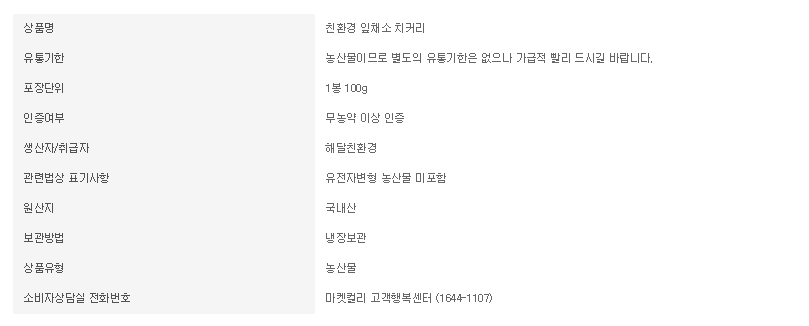 상품명 친환경 잎채소 치커리
유통기한 농산물이므로 별도의 유통기한은 없으나 가급적 빨리 드시길 바랍니다.
포장단위 1봉 100g
인증여부 무농약 이상 인증
생산자/취급자 해달친환경
관련법상 표기사항 유전자변형 농산물 미포함
원산지 국내산
보관방법 냉장보관
상품유형 농산물
소비자상담실 전화번호 마켓컬리 고객행복센터 (1644-1107)